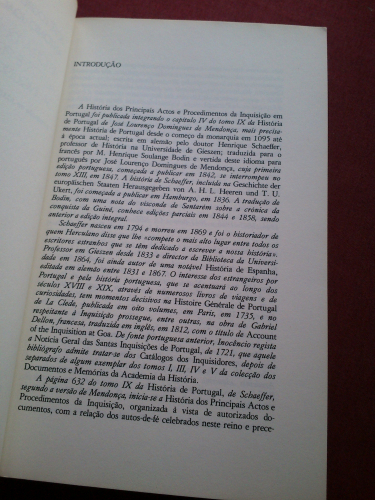 INTRODUÇÃO
A História dos Principais Actos e Procedimentos da Inquisição em
Portugal foi publicada integrando o capítulo IV do tomo IX da História
de Portugal de José Lourenço Domingues de Mendonça, mais precisa-
mente História de Portugal desde o começo da monarquia em 1095 até
à época actual; escrita em alemão pelo doutor Henrique Schaeffer,
professor de História na Universidade de Gieszen; traduzida para o
francês por M. Henrique Soulange Bodin e vertida deste idioma para
português por José Lourenço Domingues de Mendonça, cuja primeira
edição portuguesa, começada a publicar em 1842, se interrompeu no
tomo XIII, em 1847. A história de Schaeffer, incluída na Geschichte der
europäischen Staaten Herausgegeben von A. H. L. Heeren und T. U.
Ukert, foi começada a publicar em Hamburgo, em 1836. A tradução de
Bodin, com uma nota do visconde de Santarém sobre a crónica da
conquista da Guiné, conhece edições parciais em 1844 e 1858, sendo
anterior a edição integral.
Schaeffer nasceu em 1794 e morreu em 1869 e foi o historiador de
quem Herculano disse que lhe «compete o mais alto lugar entre todos os
escritores estranhos que se têm dedicado a escrever a nossa história».
Professor em Gieszen desde 1833 e director da Biblioteca da Universi-
dade em 1864, foi ainda autor de uma notável História de Espanha,
editada em alemão entre 1831 e 1867. O interesse dos estrangeiros por
Portugal e pela história portuguesa, que se acentuara ao longo dos
séculos XVIII e XIX, através de numerosos livros de viagens e de
curiosidades, tem momentos decisivos na Histoire Générale de Portugal
de La Clède, publicada em oito volumes, em Paris, em 1735, e no
respeitante à Inquisição prossegue, entre outras, na obra de Gabriel
Dellon, francesa, traduzida em inglês, em 1812, com o título de Account
of the Inquisition at Goa. De fonte portuguesa anterior, Inocêncio regista
a Notícia Geral das Santas Inquisições de Portugal, de 1721, que aquele
bibliógrafo admite tratar-se dos Catálogos dos Inquisidores, depois de
separados de algum exemplar dos tomos I, III, IV e V da colecção dos
Documentos e Memórias da Academia da História.
A página 632 do tomo IX da História de Portugal, de Schaeffer,
segundo a versão de Mendonça, inicia-se a História dos Principais Actos e
Procedimentos da Inquisição, organizada à vista de autorizados do-
cumentos, com a relação dos autos-de-fé celebrados neste reino e prece-